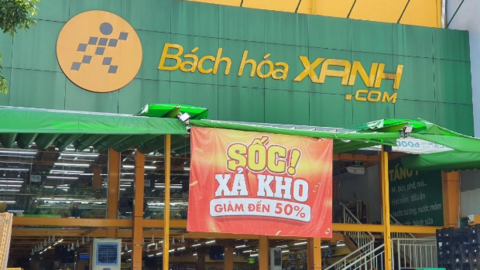 Bách hóa XANH
.COM
SỐC!
XẢ KHO
GIẢM ĐẾN 50%